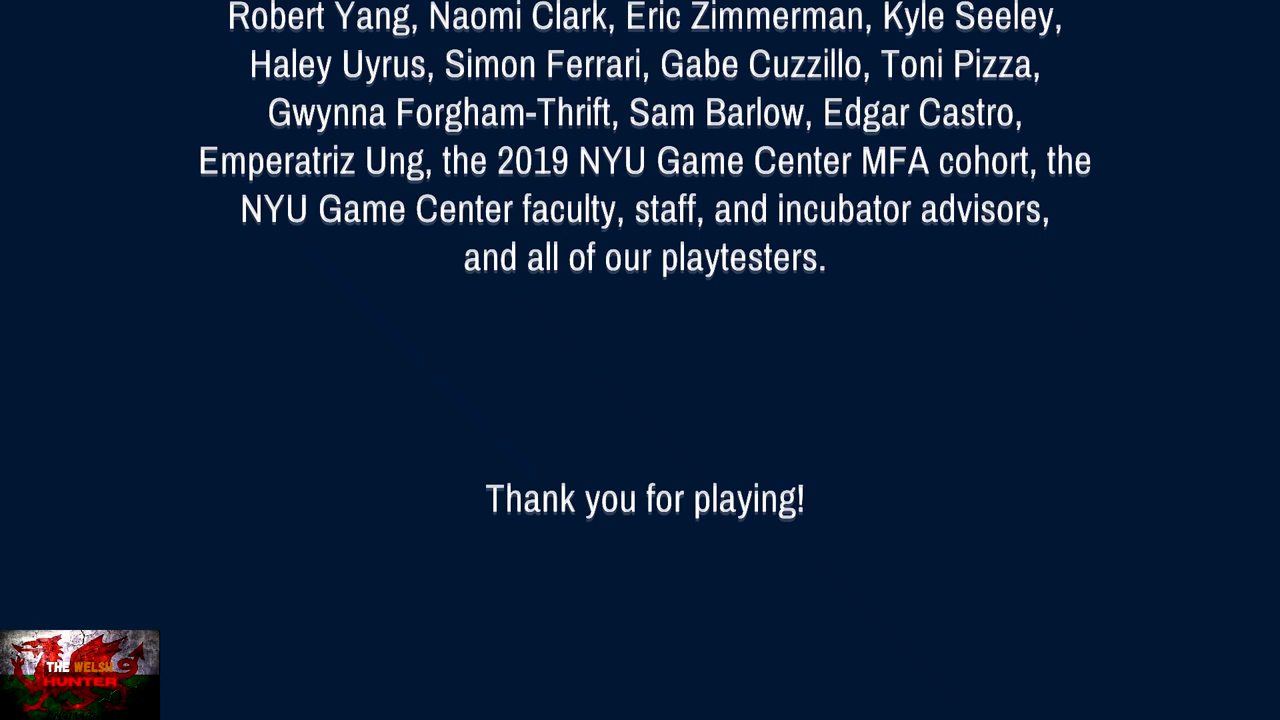 Robert Yang, Naomi Clark, Eric Zimmerman, Kyle Seeley,
Haley Uyrus, Simon Ferrari, Gabe Cuzzillo, Toni Pizza,
Gwynna Forgham-Thrift, Sam Barlow, Edgar Castro,
Emperatriz Ung, the 2019 NYU Game Center MFA cohort, the
NYU Game Center faculty, staff, and incubator advisors,
and all of our playtesters.
Thank you for playing!
THE WELSH
HUNTER